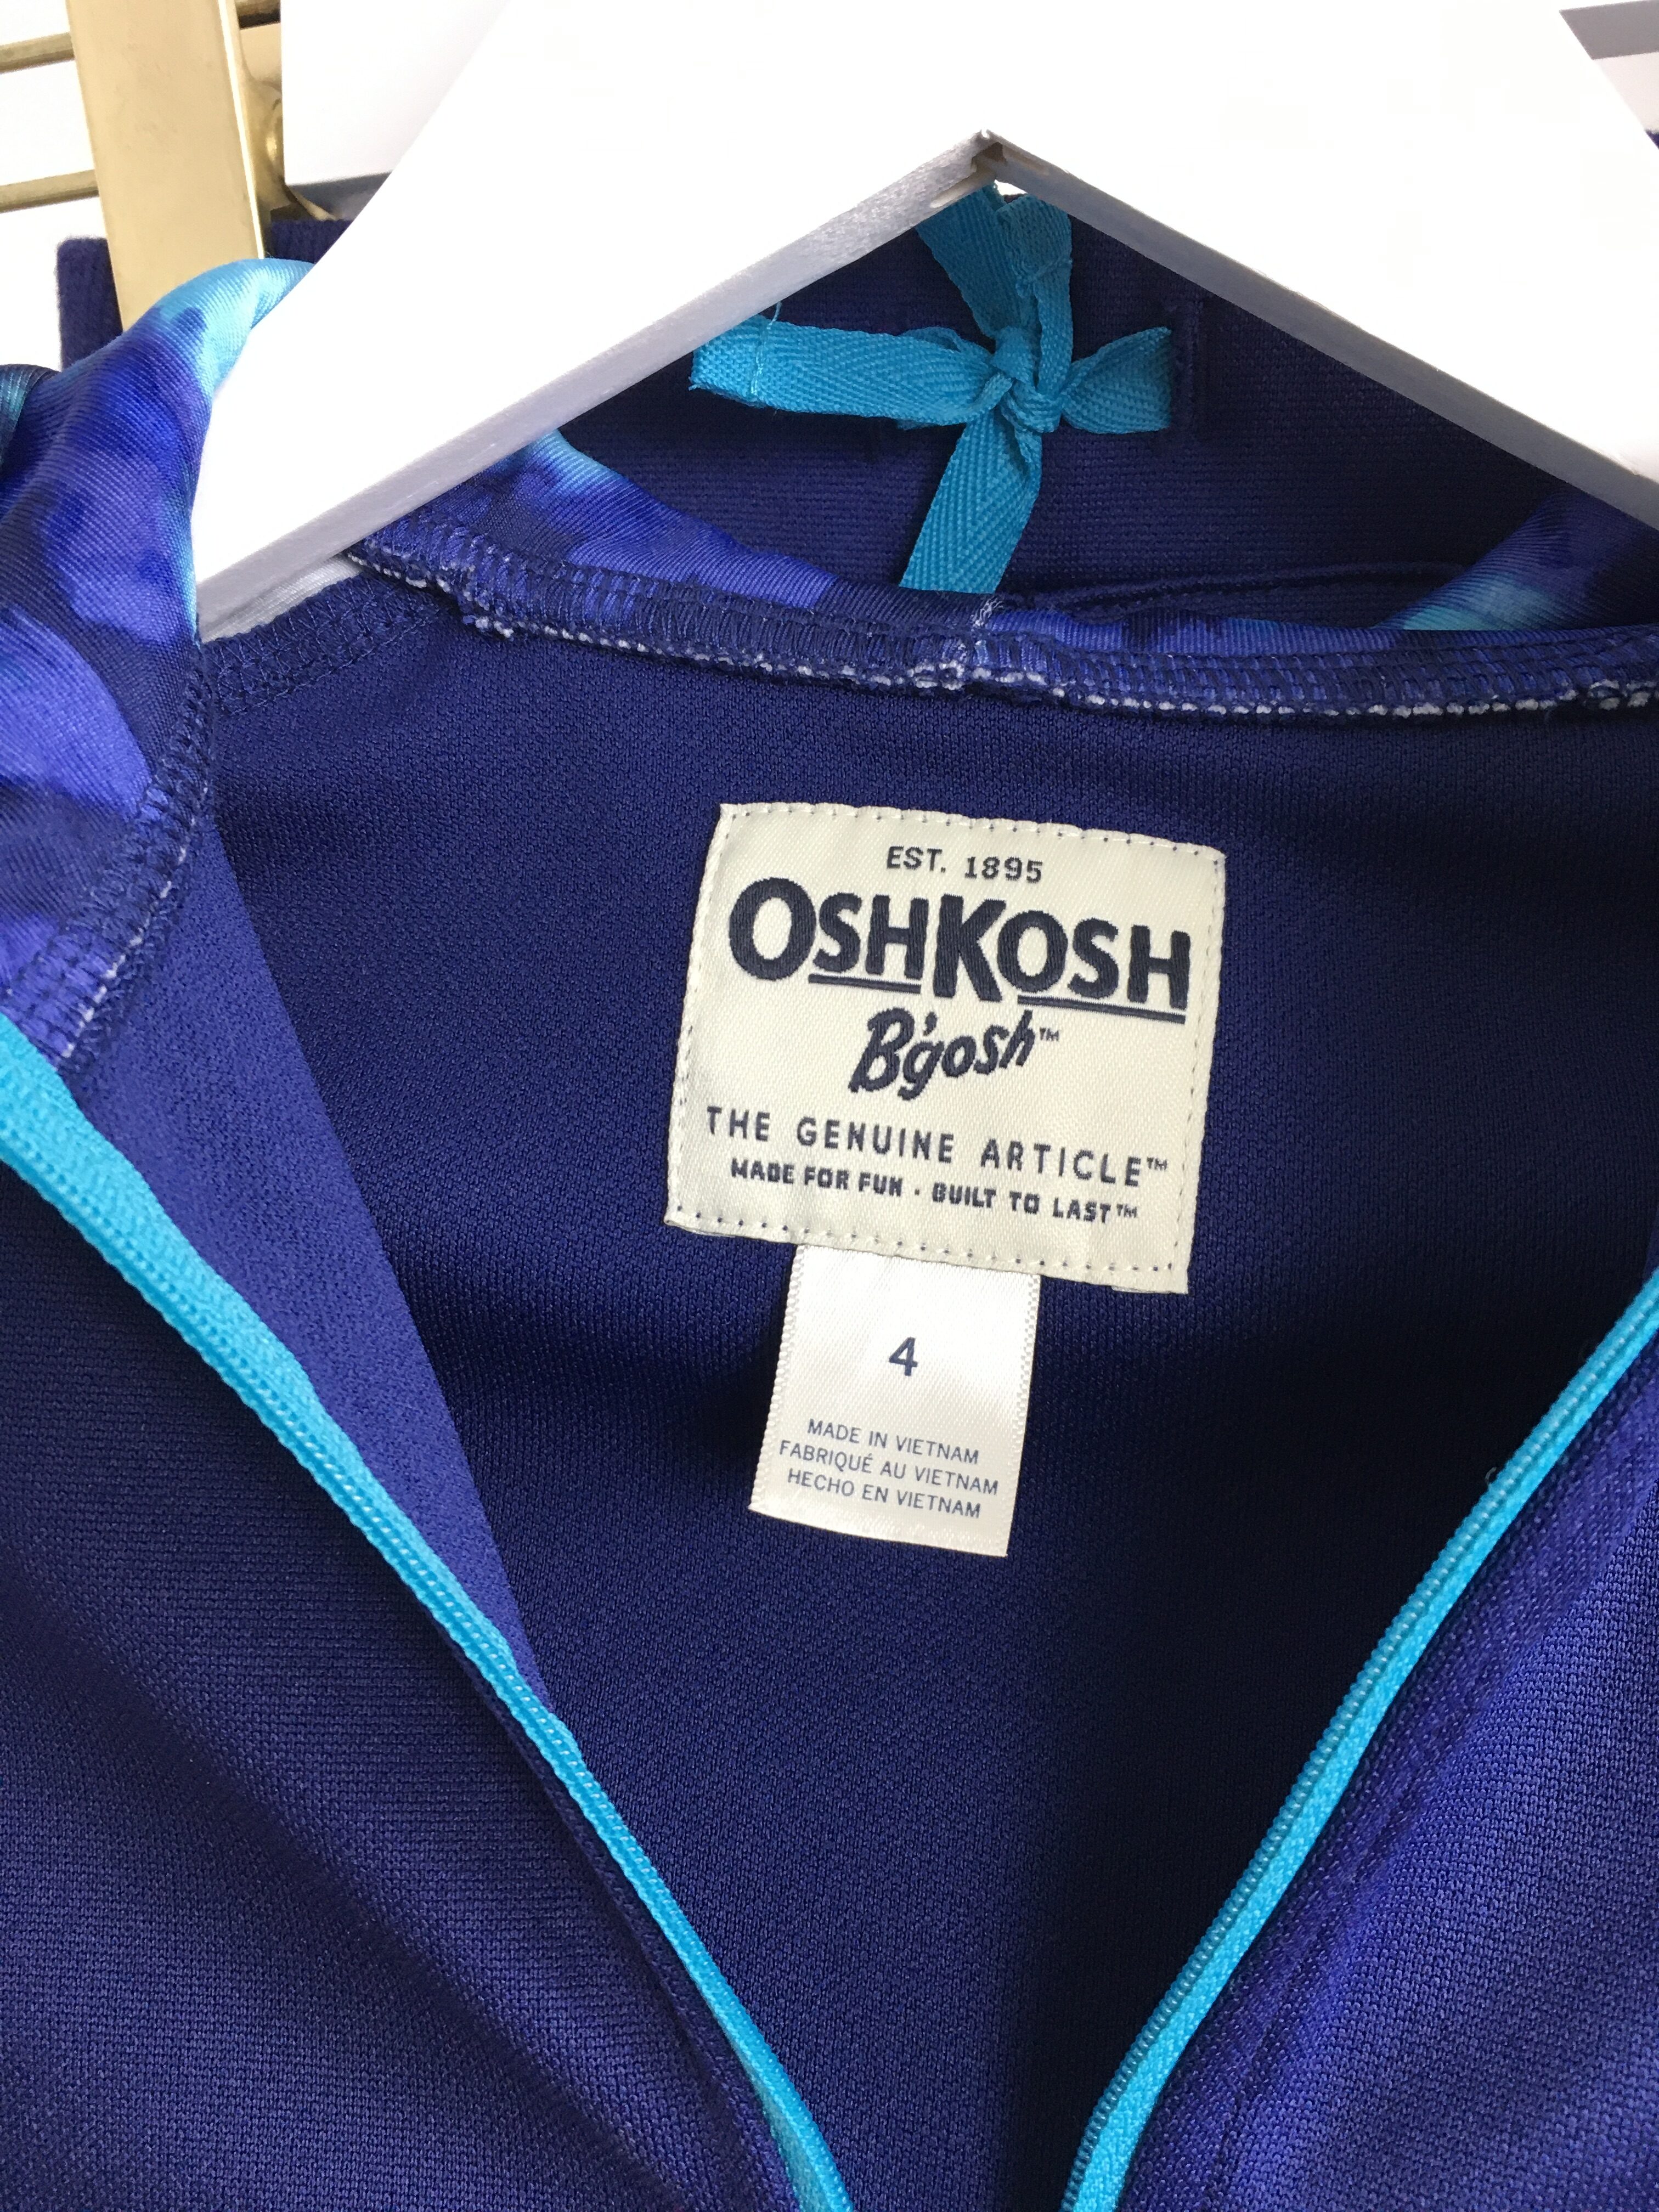 EST. 1895
OSHKOSH
B'gosh™
THE GENUINE ARTICLE™
MADE FOR FUN · BUILT TO LAST™
4
MADE IN VIETNAM
FABRIQUÉ AU VIETNAM
HECHO EN VIETNAM